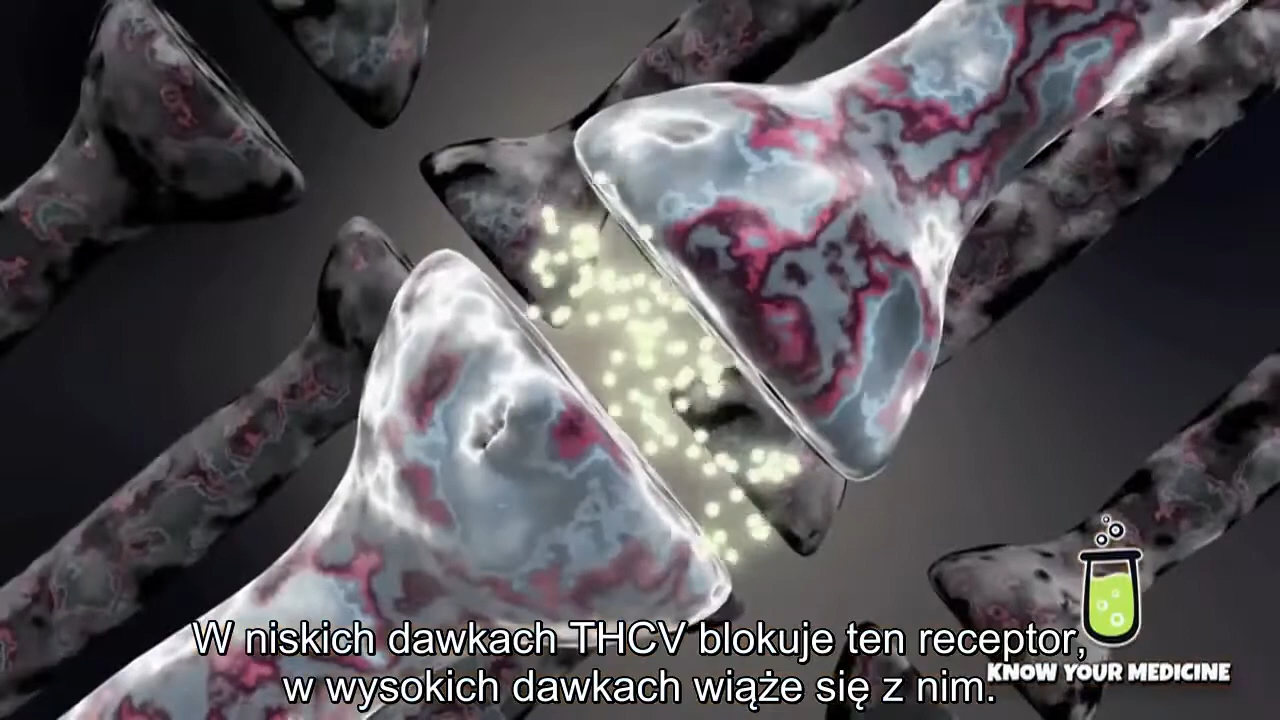 W niskich dawkach THCV blokuje ten receptor,
w wysokich dawkach wiąże się z nim.
KNOW YOUR MEDICINE